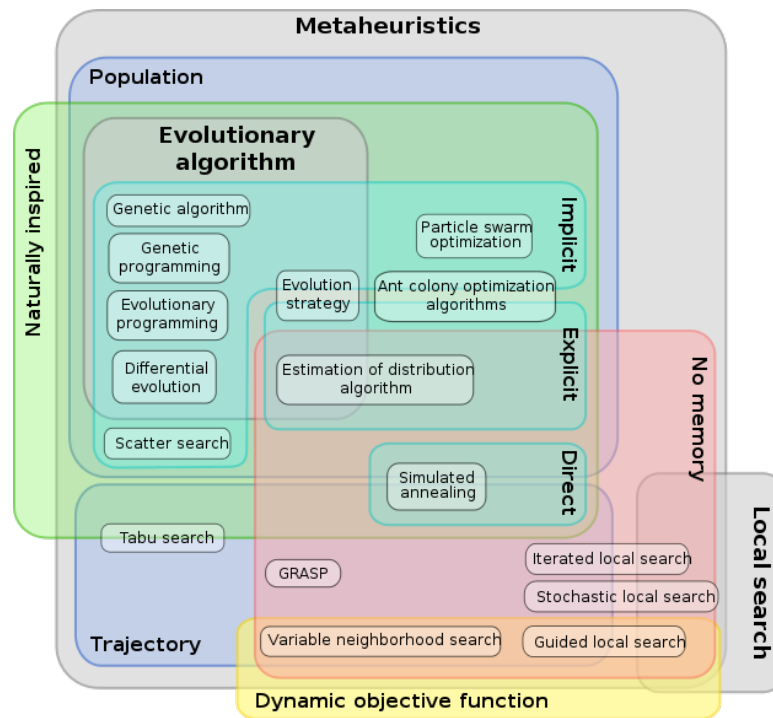 Metaheuristics
Population
Naturally inspired
Evolutionary
algorithm
Genetic algorithm
Implicit
Particle swarm
optimization
Genetic
programming
Evolution
strategy
Ant colony optimization
algorithms
Evolutionary
programming
Explicit
Differential
evolution
Estimation of distribution
algorithm
No memory
Scatter search
Direct
Simulated
annealing
Local search
Tabu search
GRASP
Iterated local search
Stochastic local search
Trajectory
Variable neighborhood search
Guided local search
Dynamic objective function